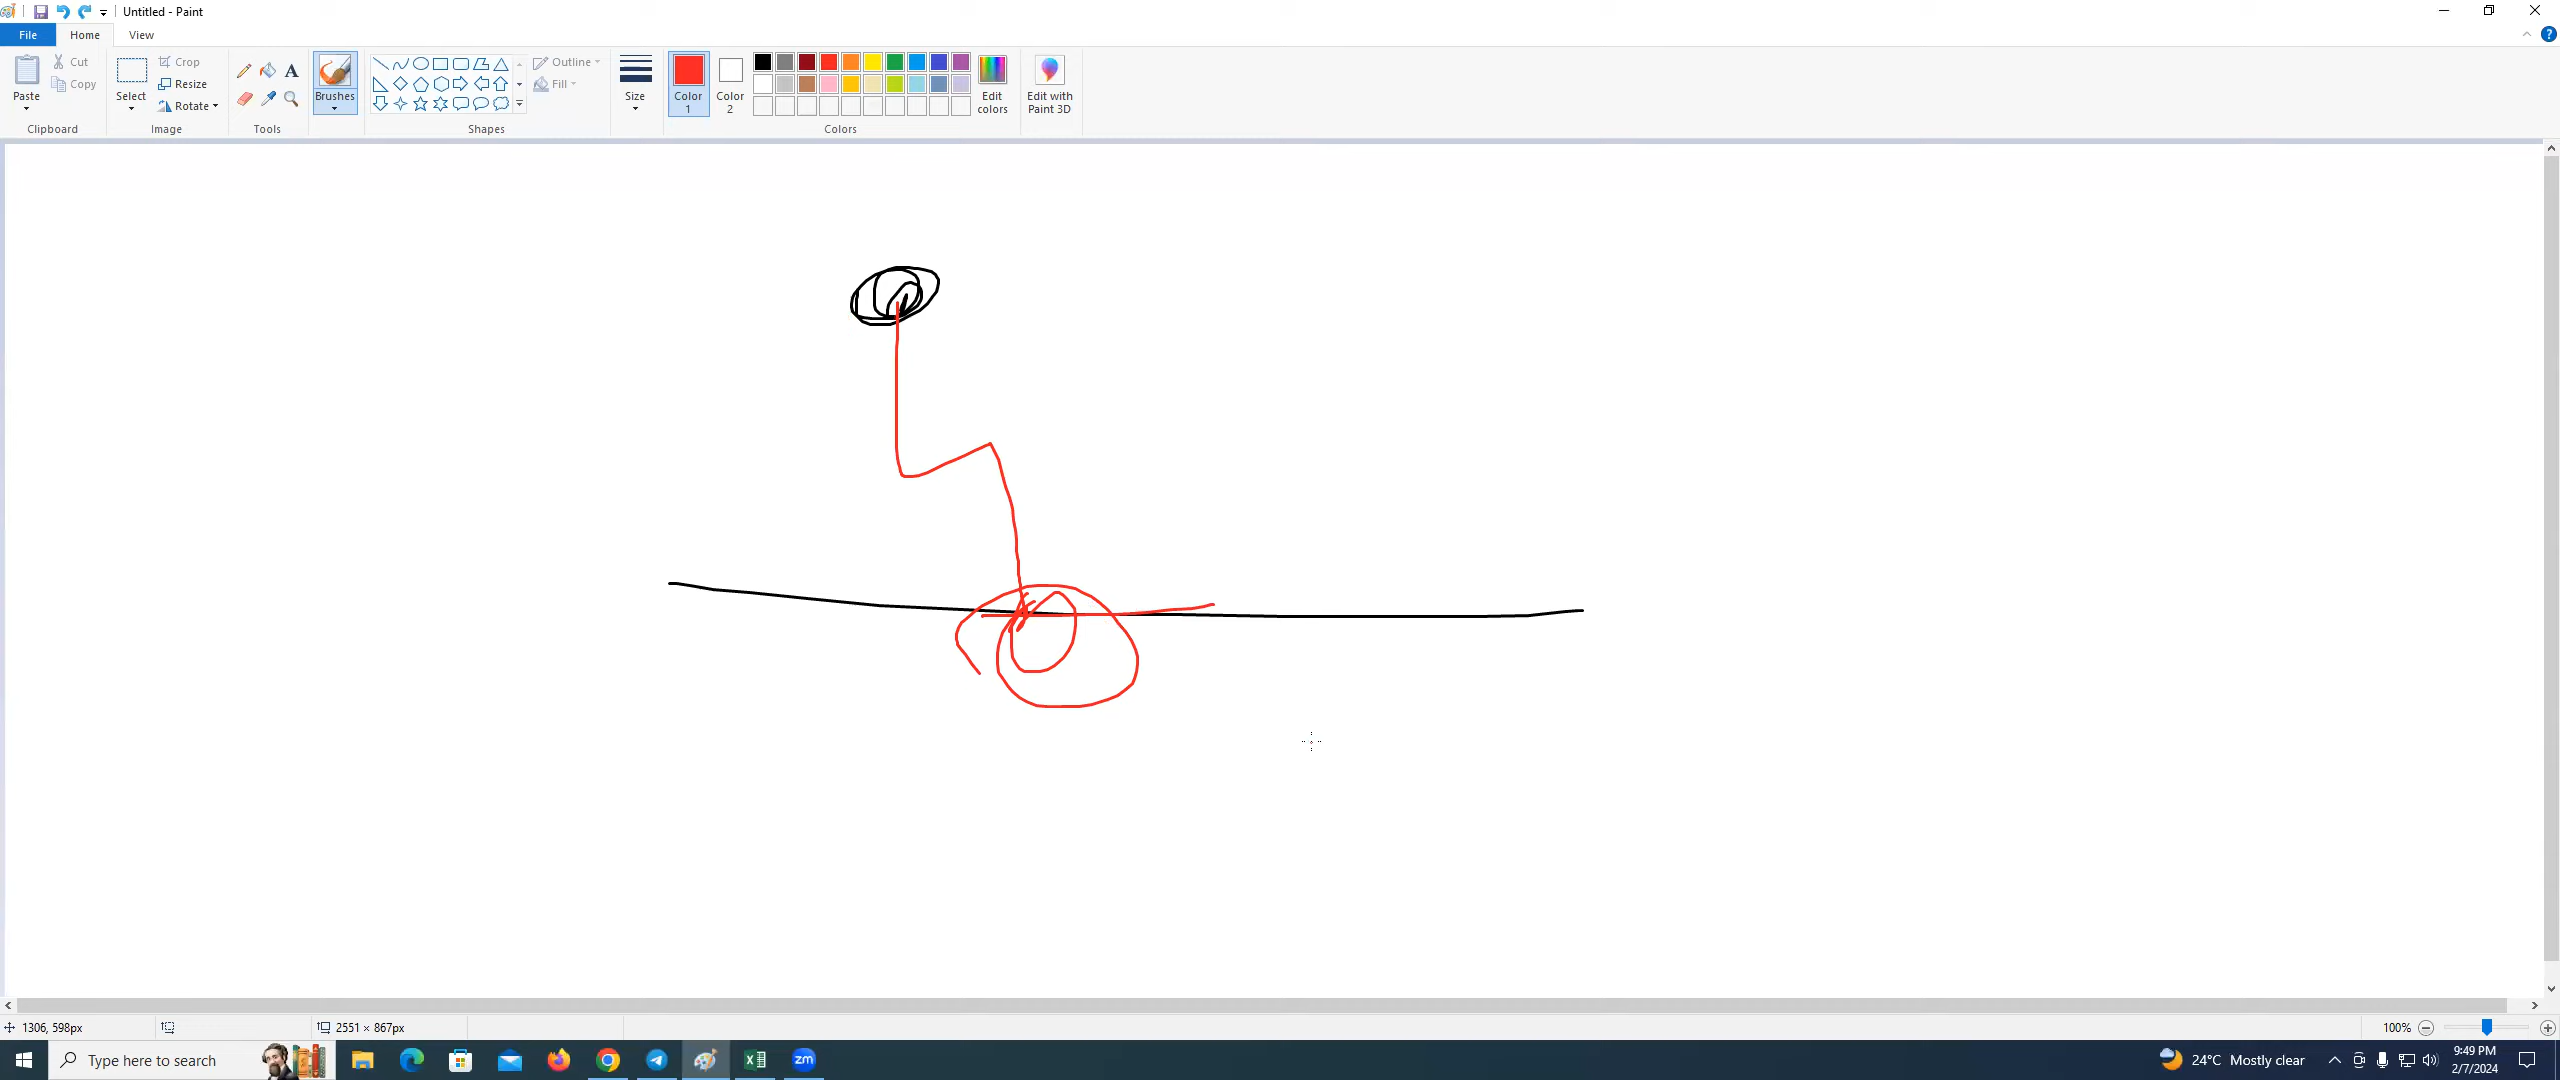 Untitled - Paint
File
Home
View
Paste
Cut
Copy
Clipboard
Select
Crop
Resize
Rotate
Image
A
Tools
Brushes
Outline
Fill
Shapes
Size
Color
1
Color
2
Edit
colors
Colors
Edit with
Paint 3D
1306, 598px
2551 × 867px
100%
Type here to search
zm
24°C Mostly clear
9:49 PM
2/7/2024